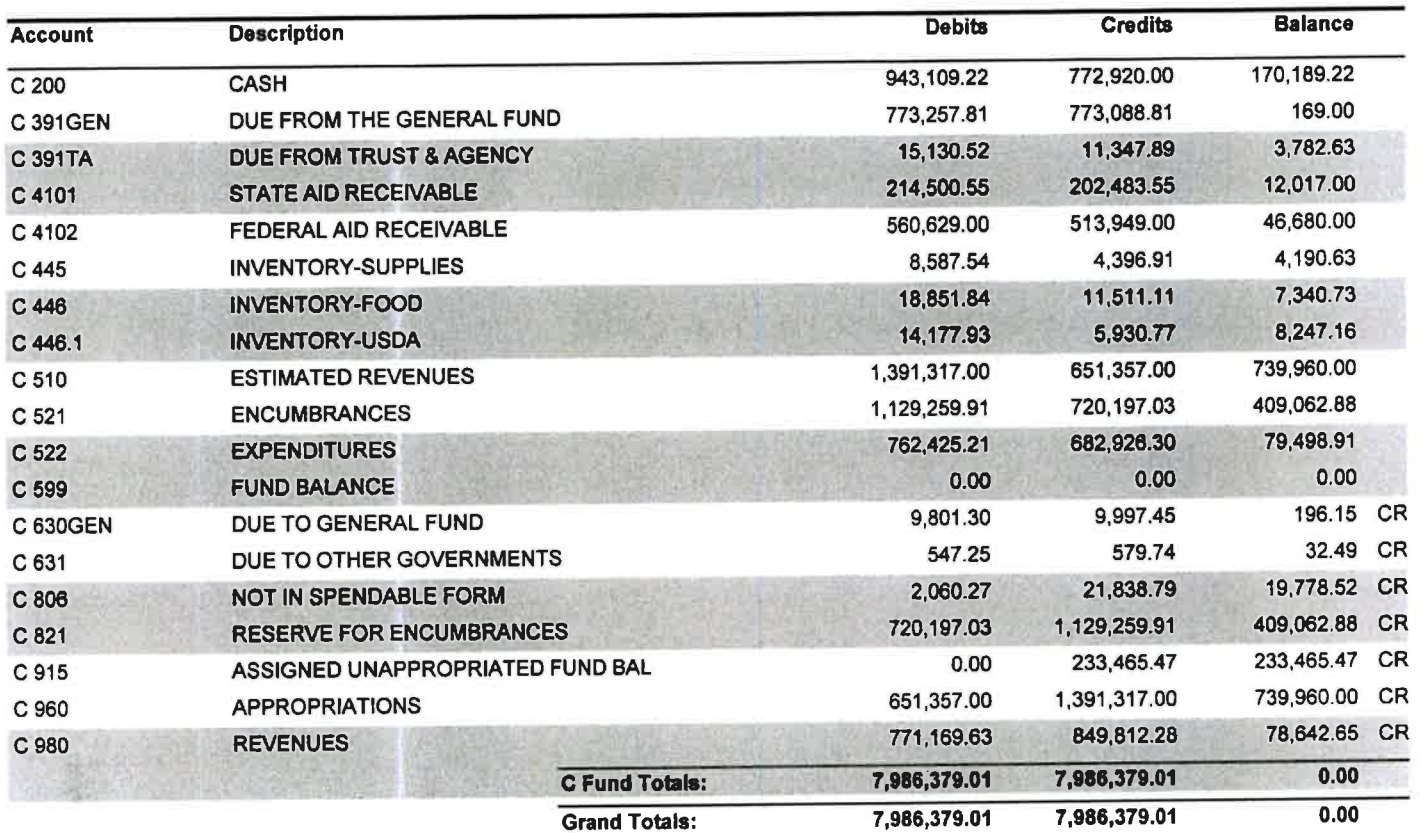 Account Description Debits Credits Balance
C 200 CASH 943,109.22 772,920.00 170,189.22
C 391GEN DUE FROM THE GENERAL FUND 773,257.81 773,088.81 169.00
C 391TA DUE FROM TRUST & AGENCY 15,130.52 11,347.89 3,782.63
C 4101 STATE AID RECEIVABLE 214,500.55 202,483.55 12,017.00
C 4102 FEDERAL AID RECEIVABLE 560,629.00 513,949.00 46,680.00
C 445 INVENTORY-SUPPLIES 8,587.54 4,396.91 4,190.63
C 446 INVENTORY-FOOD 18,851.84 11,511.11 7,340.73
C 446.1 INVENTORY-USDA 14,177.93 5,930.77 8,247.16
C 510 ESTIMATED REVENUES 1,391,317.00 651,357.00 739,960.00
C 521 ENCUMBRANCES 1,129,259.91 720,197.03 409,062.88
C 522 EXPENDITURES 762,425.21 682,926.30 79,498.91
C 599 FUND BALANCE 0.00 0.00 0.00
C 630GEN DUE TO GENERAL FUND 9,801.30 9,997.45 196.15 CR
C 631 DUE TO OTHER GOVERNMENTS 547.25 579.74 32.49 CR
C 806 NOT IN SPENDABLE FORM 2,060.27 21,838.79 19,778.52 CR
C 821 RESERVE FOR ENCUMBRANCES 720,197.03 1,129,259.91 409,062.88 CR
C 915 ASSIGNED UNAPPROPRIATED FUND BAL 0.00 233,465.47 233,465.47 CR
C 960 APPROPRIATIONS 651,357.00 1,391,317.00 739,960.00 CR
C 980 REVENUES 771,169.63 849,812.28 78,642.65 CR
C Fund Totals: 7,986,379.01 7,986,379.01 0.00
Grand Totals: 7,986,379.01 7,986,379.01 0.00